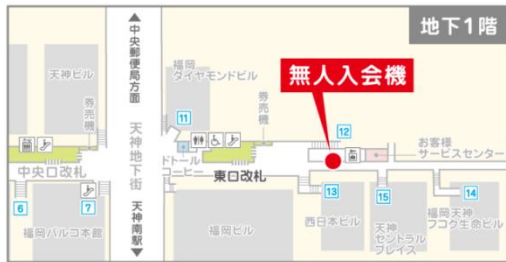 地下1階
▲中央郵便局方面
天神地下街
天神南駅▼
天神ビル
券売機
中央口改札
6
7
福岡パルコ本館
福岡
ダイヤモンドビル
11
券売機
ドトール
コーヒー
東口改札
福岡ビル
無人入会機
12
お客様
サービスセンター
13
西日本ビル
15
天神
セントラル
プレイス
14
福岡天神
フコク生命ビル